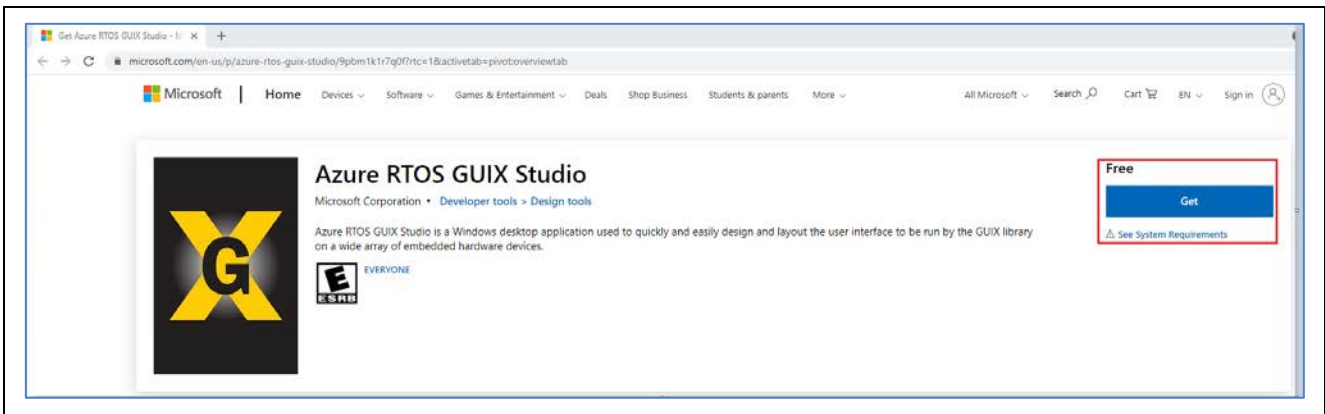 Get Azure RTOS GUIX Studio - M
microsoft.com/en-us/p/azure-rtos-guix-studio/9pbm1k1r7q0f?rtc=1&activetab=pivot:overviewtab
Microsoft | Home Devices Software Games & Entertainment Deals Shop Business Students & parents More All Microsoft Search Cart EN Sign in
Azure RTOS GUIX Studio
Microsoft Corporation • Developer tools > Design tools
Azure RTOS GUIX Studio is a Windows desktop application used to quickly and easily design and layout the user interface to be run by the GUIX library
on a wide array of embedded hardware devices.
EVERYONE
E
ESRB
G
Free
Get
See System Requirements